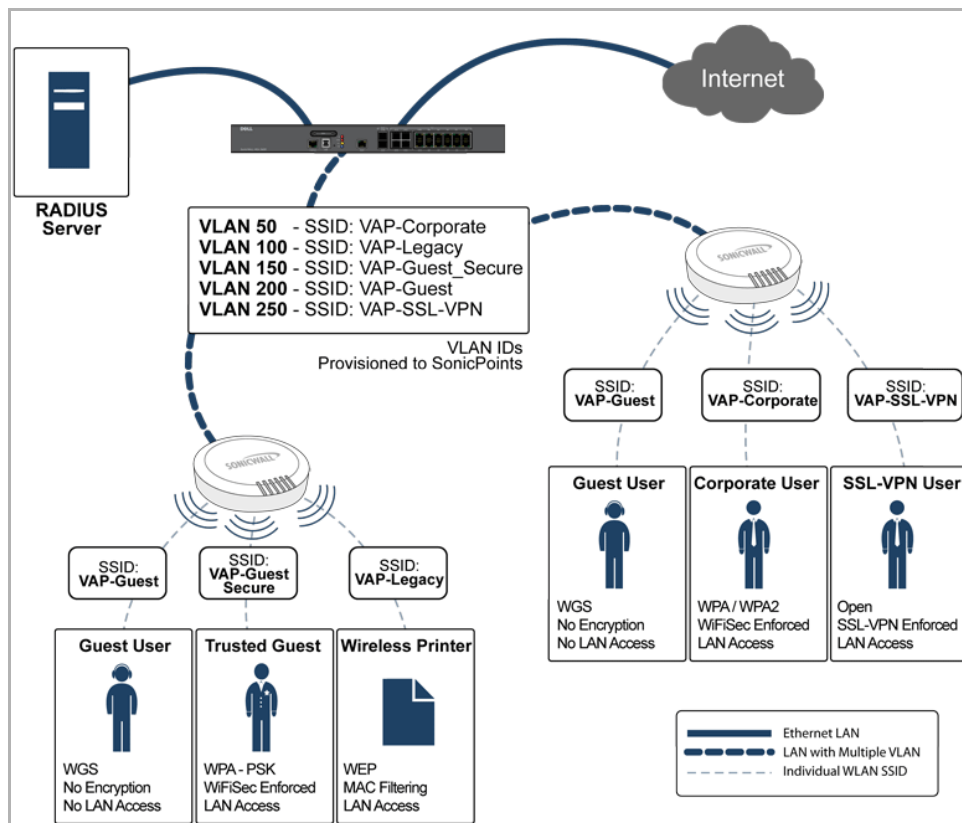 Internet
DELL
RADIUS
Server
VLAN 50 - SSID: VAP-Corporate
VLAN 100 - SSID: VAP-Legacy
VLAN 150 - SSID: VAP-Guest_Secure
VLAN 200 - SSID: VAP-Guest
VLAN 250 - SSID: VAP-SSL-VPN
VLAN IDs
Provisioned to SonicPoints
SONICWALL
SSID:
VAP-Guest
SSID:
VAP-Corporate
SSID:
VAP-SSL-VPN
Guest User
WGS
No Encryption
No LAN Access
Corporate User
WPA / WPA2
WiFiSec Enforced
LAN Access
SSL-VPN User
Open
SSL-VPN Enforced
LAN Access
SONICWALL
SSID:
VAP-Guest
SSID:
VAP-Guest
Secure
SSID:
VAP-Legacy
Guest User
WGS
No Encryption
No LAN Access
Trusted Guest
WPA - PSK
WiFiSec Enforced
LAN Access
Wireless Printer
WEP
MAC Filtering
LAN Access
Ethernet LAN
LAN with Multiple VLAN
Individual WLAN SSID